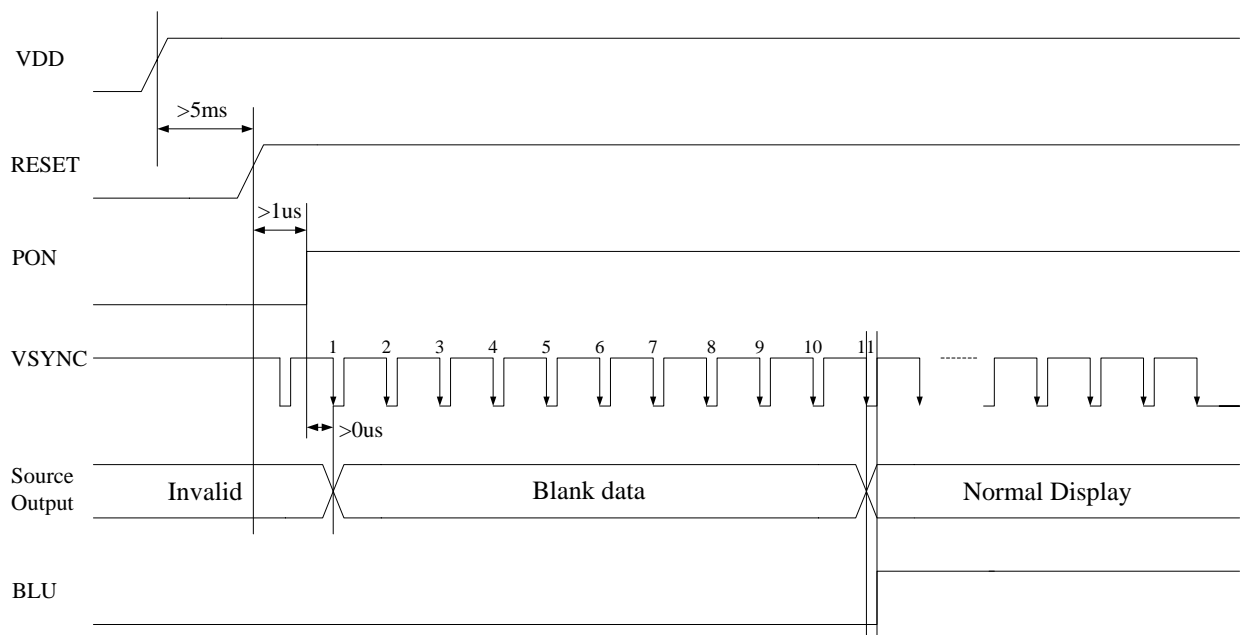 VDD
>5ms
RESET
>1us
PON
VSYNC
1 2 3 4 5 6 7 8 9 10 11
>0us
Source
Output
Invalid
Blank data
Normal Display
BLU